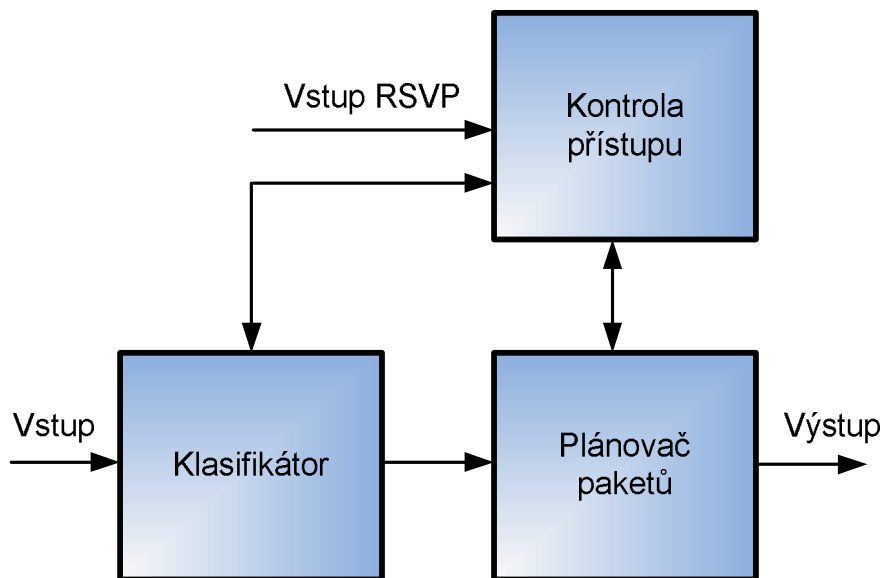 Vstup RSVP
Kontrola
přístupu
Vstup
Klasifikátor
Plánovač
paketů
Výstup